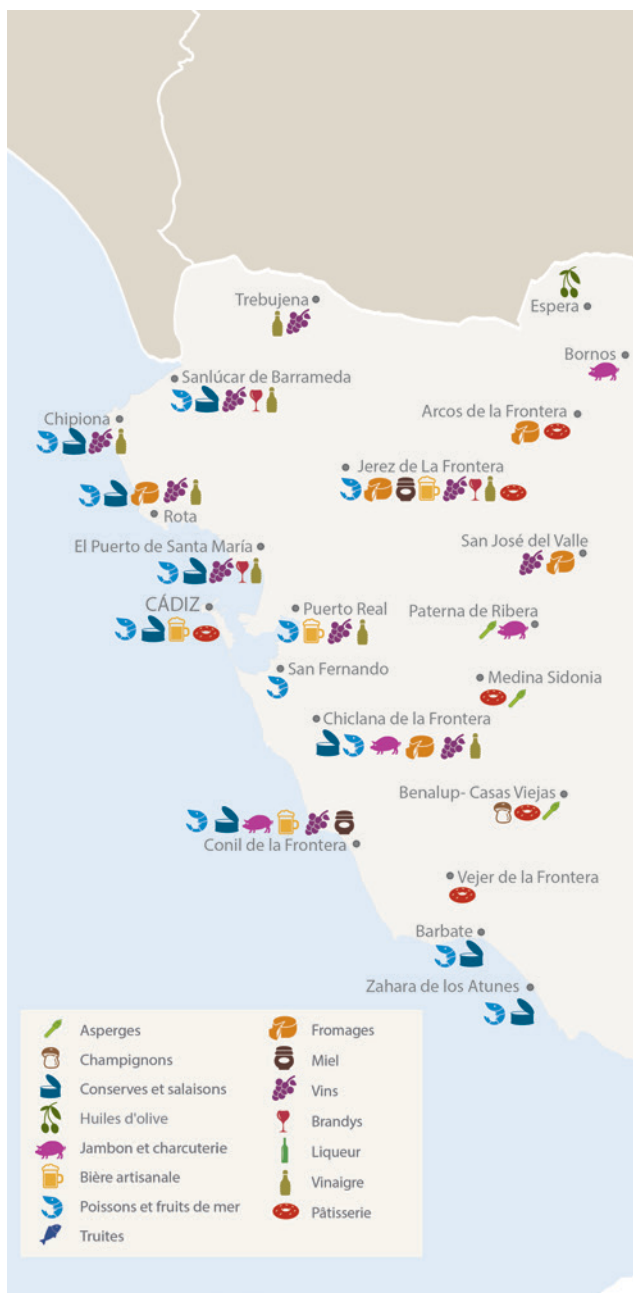 Trebujena
Espera
Bornos
Sanlúcar de Barrameda
Arcos de la Frontera
Chipiona
Jerez de La Frontera
Rota
San José del Valle
El Puerto de Santa María
CÁDIZ
Puerto Real
Paterna de Ribera
San Fernando
Medina Sidonia
Chiclana de la Frontera
Benalup- Casas Viejas
Conil de la Frontera
Vejer de la Frontera
Barbate
Zahara de los Atunes
Asperges
Champignons
Conserves et salaisons
Huiles d'olive
Jambon et charcuterie
Bière artisanale
Poissons et fruits de mer
Truites
Fromages
Miel
Vins
Brandys
Liqueur
Vinaigre
Pâtisserie